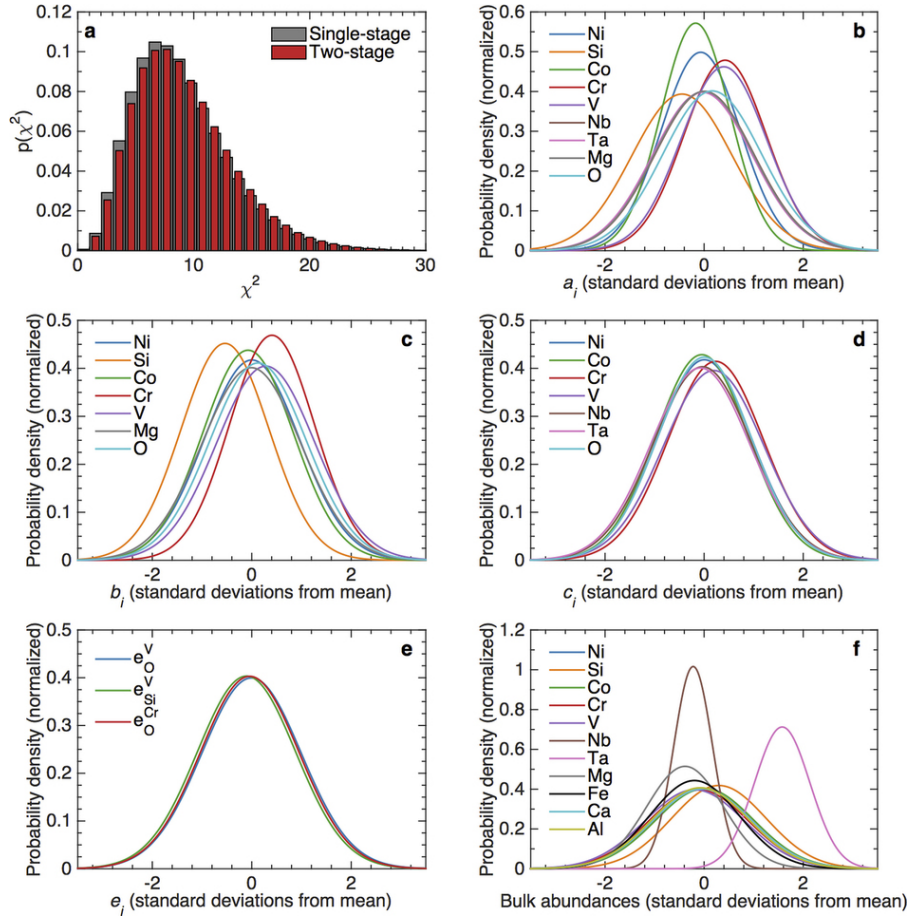 a
Single-stage
Two-stage
0.12
0.1
0.08
0.06
0.04
0.02
0
p(χ²)
0 10 20 30
χ²
b
Ni
Si
Co
Cr
V
Nb
Ta
Mg
O
0.6
0.5
0.4
0.3
0.2
0.1
0
Probability density (normalized)
-2 0 2
a_i (standard deviations from mean)
c
Ni
Si
Co
Cr
V
Mg
O
0.5
0.4
0.3
0.2
0.1
0
Probability density (normalized)
-2 0 2
b_i (standard deviations from mean)
d
Ni
Co
Cr
V
Nb
Ta
O
0.5
0.4
0.3
0.2
0.1
0
Probability density (normalized)
-2 0 2
c_i (standard deviations from mean)
e
e_O^V
e_Si^V
e_O^Cr
0.5
0.4
0.3
0.2
0.1
0
Probability density (normalized)
-2 0 2
e_i (standard deviations from mean)
f
Ni
Si
Co
Cr
V
Nb
Ta
Mg
Fe
Ca
Al
1.2
1
0.8
0.6
0.4
0.2
0
Probability density (normalized)
-2 0 2
Bulk abundances (standard deviations from mean)